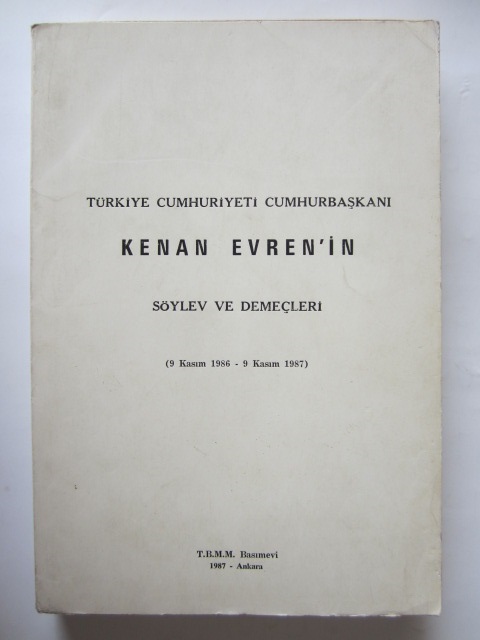 TÜRKİYE CUMHURİYETİ CUMHURBAŞKANI
KENAN EVREN'İN
SÖYLEV VE DEMEÇLERİ
(9 Kasım 1986 - 9 Kasım 1987)
T.B.M.M. Basımevi
1987 - Ankara